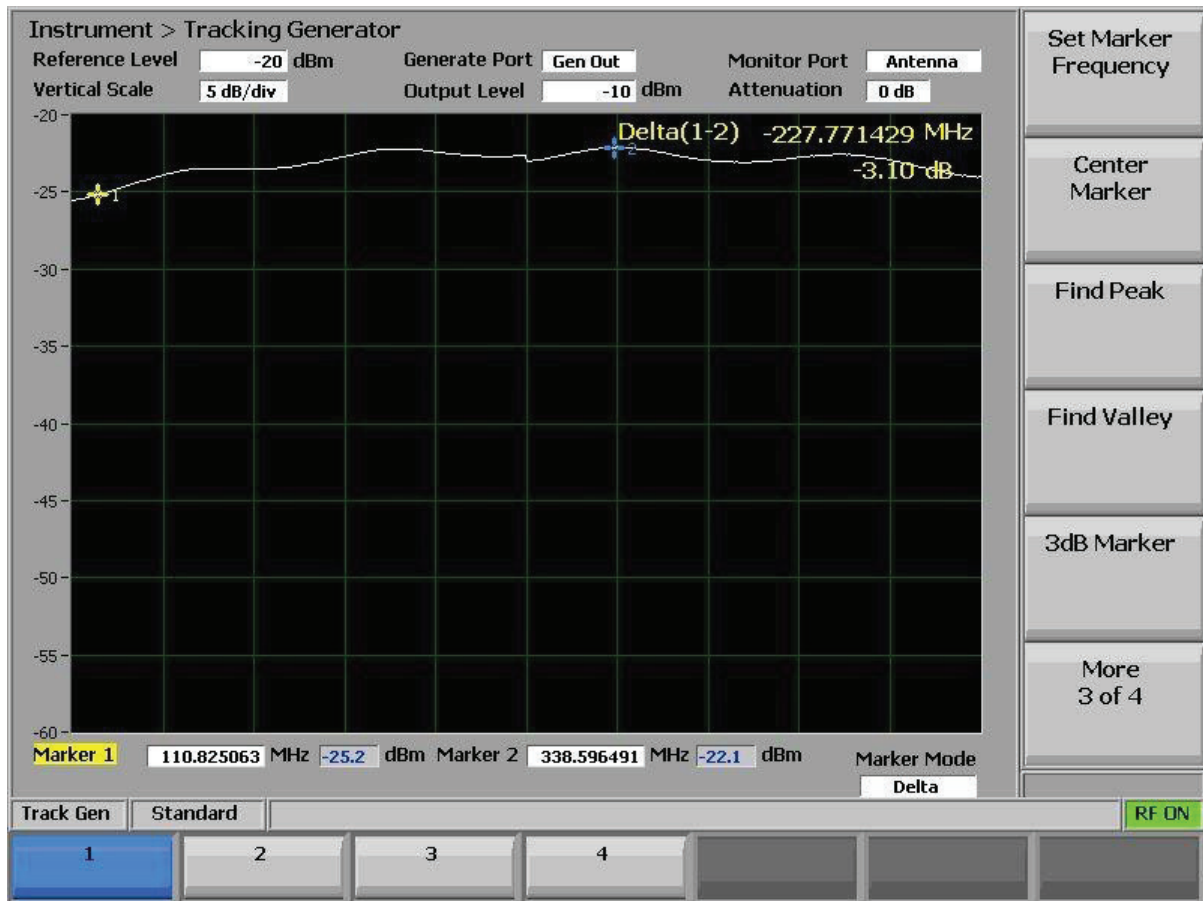 Instrument > Tracking Generator
Reference Level -20 dBm Generate Port Gen Out Monitor Port Antenna
Vertical Scale 5 dB/div Output Level -10 dBm Attenuation 0 dB
-20
-25
-30
-35
-40
-45
-50
-55
-60
Delta(1-2) -227.771429 MHz
-3.10 dB
1
2
Marker 1 110.825063 MHz -25.2 dBm Marker 2 338.596491 MHz -22.1 dBm
Marker Mode
Delta
Track Gen Standard RF ON
1 2 3 4
Set Marker
Frequency
Center
Marker
Find Peak
Find Valley
3dB Marker
More
3 of 4